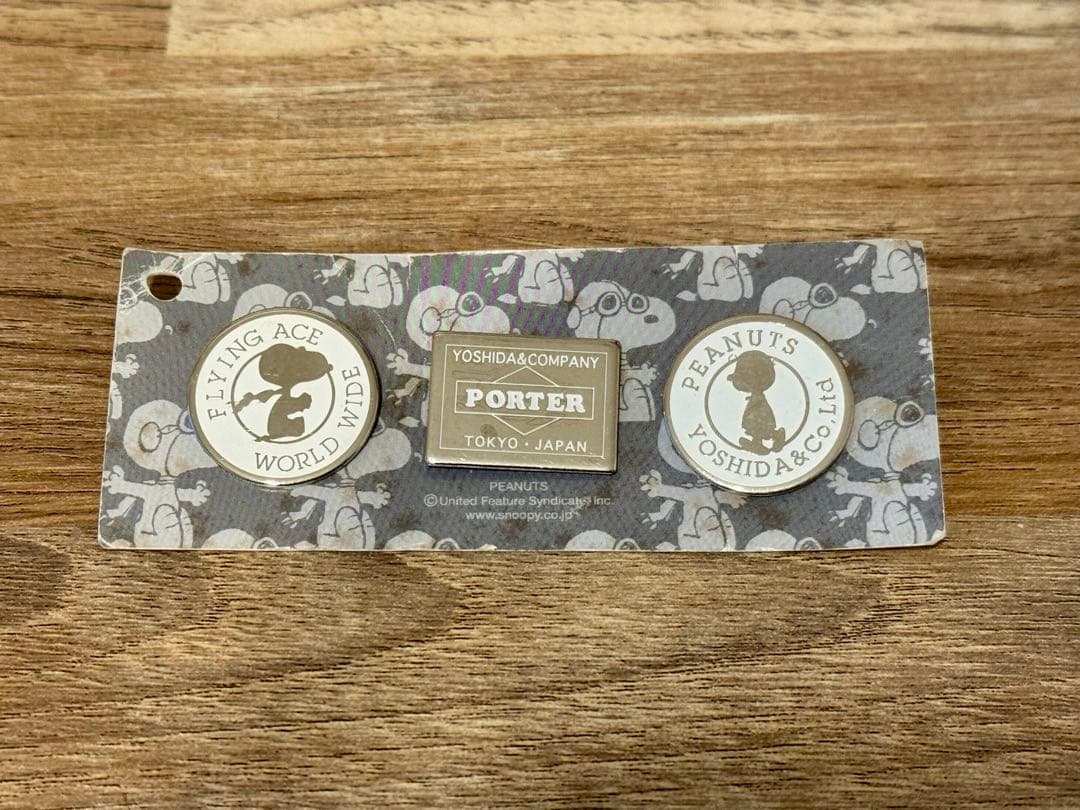 FLYING ACE
WORLD WIDE
YOSHIDA&COMPANY
PORTER
TOKYO・JAPAN
PEANUTS
YOSHIDA&Co,Ltd
PEANUTS
©United Feature Syndicate, Inc.
www.snoopy.co.jp